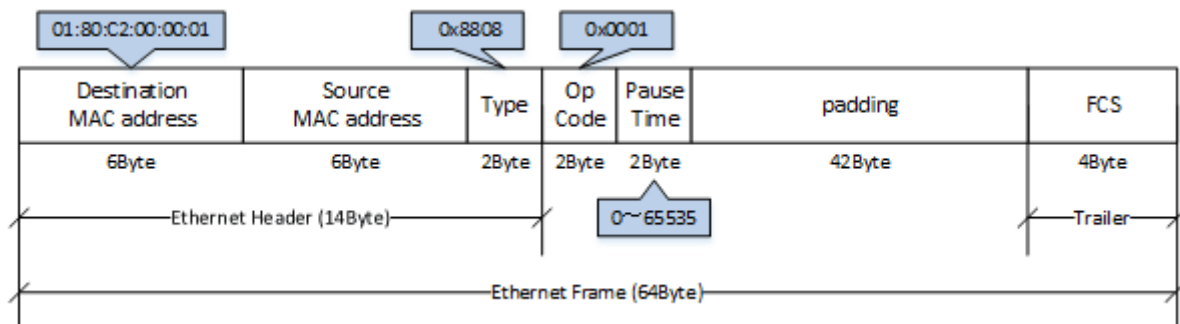 01:80:C2:00:00:01
0x8808
0x0001
Destination
MAC address
Source
MAC address
Type
Op
Code
Pause
Time
padding
FCS
6Byte
6Byte
2Byte
2Byte
2Byte
42Byte
4Byte
Ethernet Header (14Byte)
0~65535
Trailer
Ethernet Frame (64Byte)